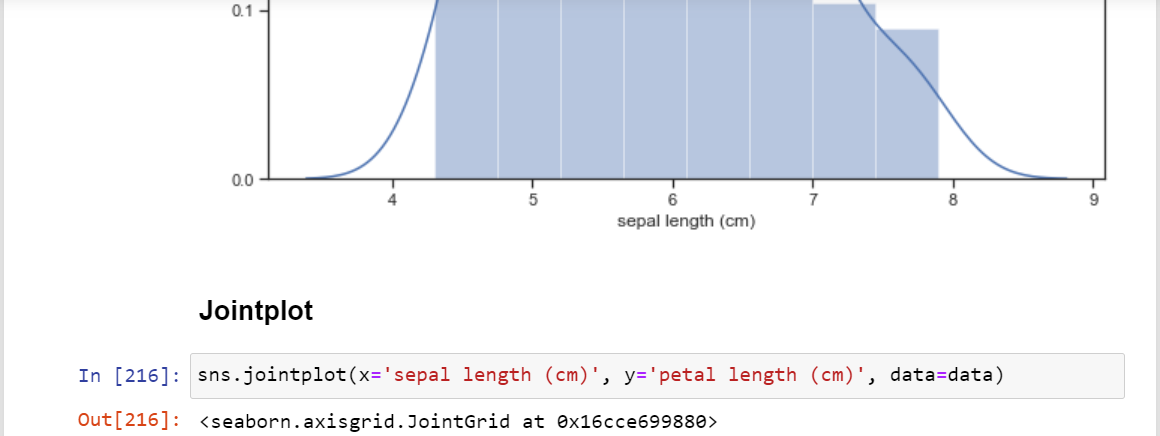 0.1
0.0
4 5 6 7 8 9
sepal length (cm)
Jointplot
In [216]: sns.jointplot(x='sepal length (cm)', y='petal length (cm)', data=data)
Out[216]: <seaborn.axisgrid.JointGrid at 0x16cce699880>